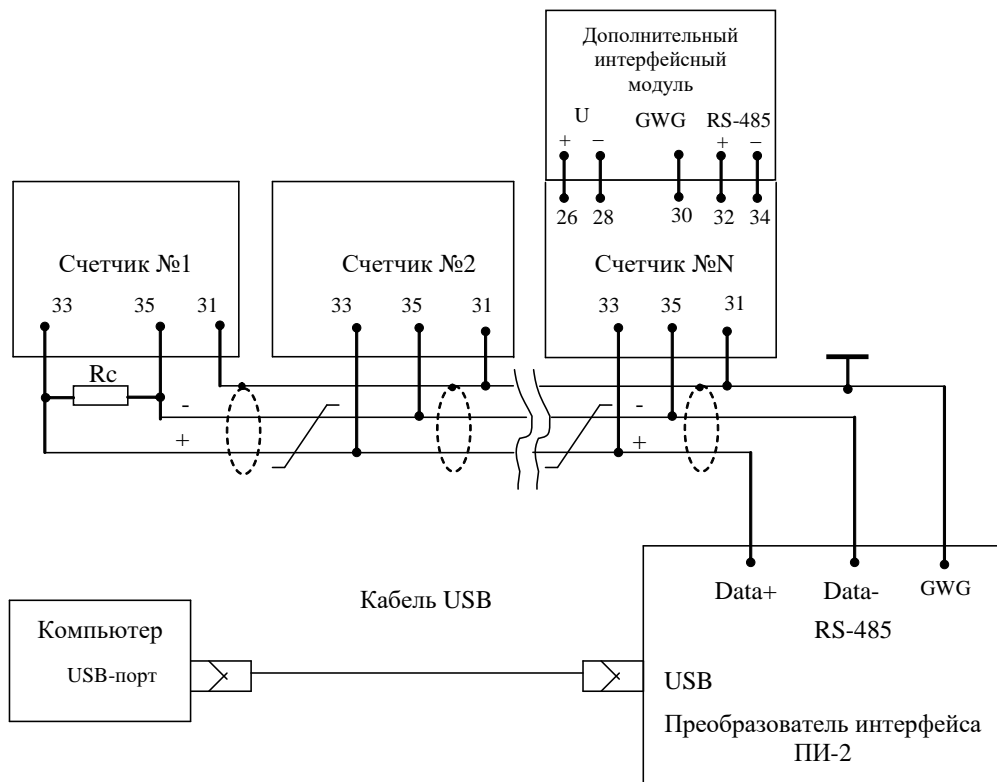 Дополнительный
интерфейсный
модуль
U GWG RS-485
+ – + –
26 28 30 32 34
Счетчик №1
33 35 31
Счетчик №2
33 35 31
Счетчик №N
33 35 31
Rc
- -
+ +
Data+ Data- GWG
RS-485
Кабель USB
Компьютер
USB-порт
USB
Преобразователь интерфейса
ПИ-2